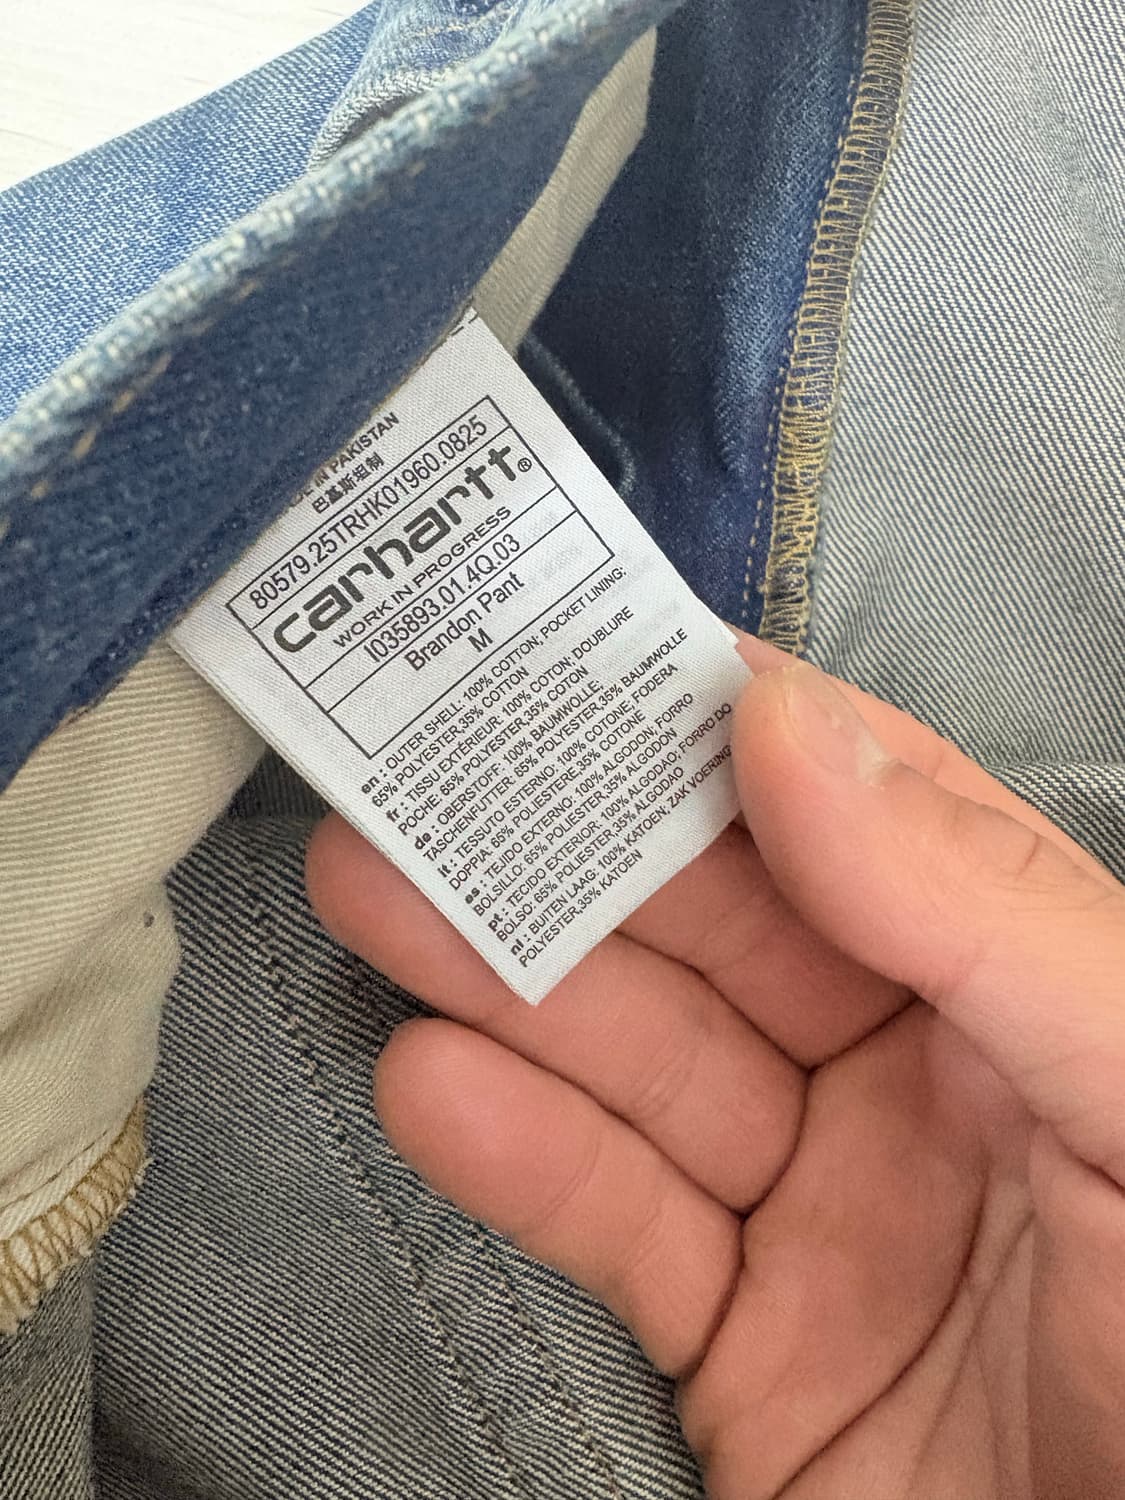 IN PAKISTAN
巴基斯坦制
80579.25TRHK01960.0825
carhartt®
WORK IN PROGRESS
I035893.01.4Q.03
Brandon Pant
M
en : OUTER SHELL: 100% COTTON; POCKET LINING:
65% POLYESTER,35% COTTON
fr : TISSU EXTÉRIEUR: 100% COTON; DOUBLURE
POCHE: 65% POLYESTER,35% COTON
de : OBERSTOFF: 100% BAUMWOLLE;
TASCHENFUTTER: 65% POLYESTER,35% BAUMWOLLE
it : TESSUTO ESTERNO: 100% COTONE; FODERA
DOPPIA: 65% POLIESTERE,35% COTONE
es : TEJIDO EXTERNO: 100% ALGODON; FORRO
BOLSILLO: 65% POLIESTER,35% ALGODON
pt : TECIDO EXTERIOR: 100% ALGODAO; FORRO DO
BOLSO: 65% POLIESTER,35% ALGODAO
nl : BUITEN LAAG: 100% KATOEN; ZAK VOERING
POLYESTER,35% KATOEN